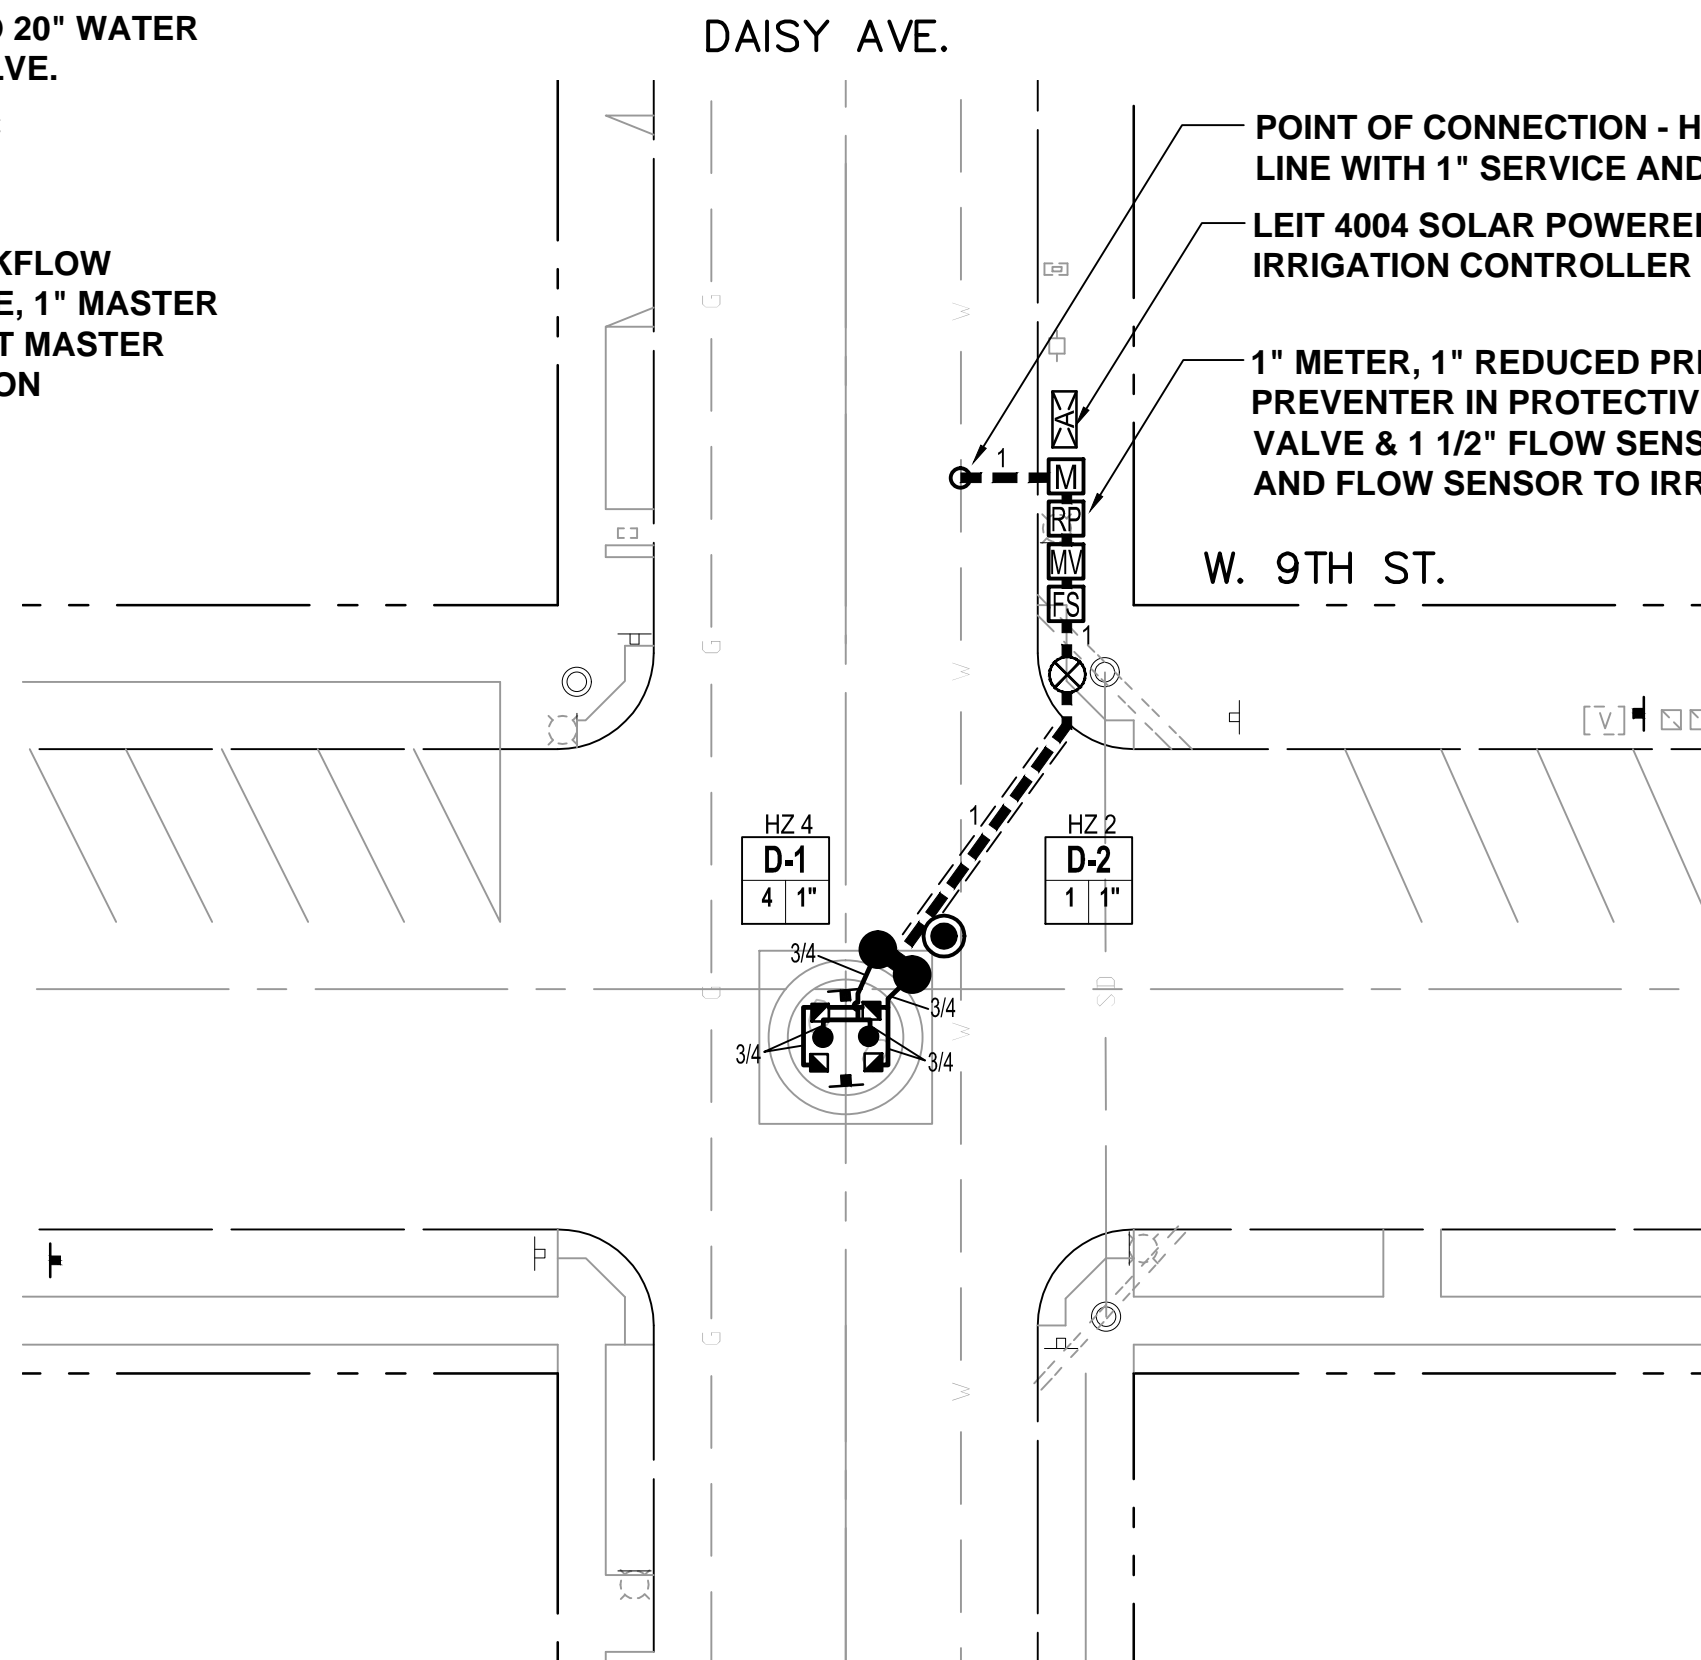 20" WATER
LVE.
DAISY AVE.
POINT OF CONNECTION - H
LINE WITH 1" SERVICE AND
LEIT 4004 SOLAR POWERE
IRRIGATION CONTROLLER
KFLOW
E, 1" MASTER
T MASTER
ON
1" METER, 1" REDUCED PR
PREVENTER IN PROTECTIV
VALVE & 1 1/2" FLOW SENS
AND FLOW SENSOR TO IRR
G
W
A
1
M
RP
MV
FS
W. 9TH ST.
1
G
W
V
1
HZ 4
D-1
4 1"
HZ 2
D-2
1 1"
3/4
G
SD
3/4
W
3/4
3/4
G
W